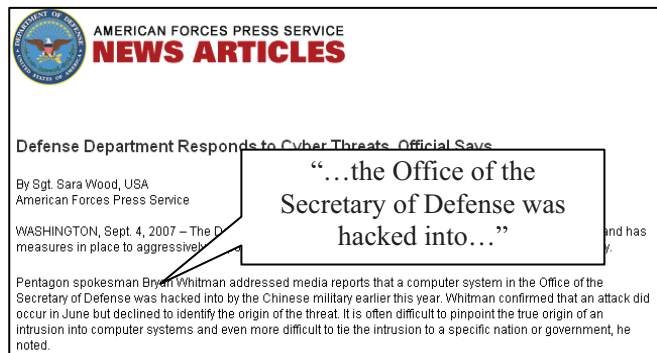 DEPARTMENT OF DEFENSE
UNITED STATES OF AMERICA
AMERICAN FORCES PRESS SERVICE
NEWS ARTICLES
Defense Department Responds to Cyber Threats, Official Says
By Sgt. Sara Wood, USA
American Forces Press Service
“…the Office of the
Secretary of Defense was
hacked into…”
WASHINGTON, Sept. 4, 2007 – The D and has
measures in place to aggressively
Pentagon spokesman Bryan Whitman addressed media reports that a computer system in the Office of the
Secretary of Defense was hacked into by the Chinese military earlier this year. Whitman confirmed that an attack did
occur in June but declined to identify the origin of the threat. It is often difficult to pinpoint the true origin of an
intrusion into computer systems and even more difficult to tie the intrusion to a specific nation or government, he
noted.